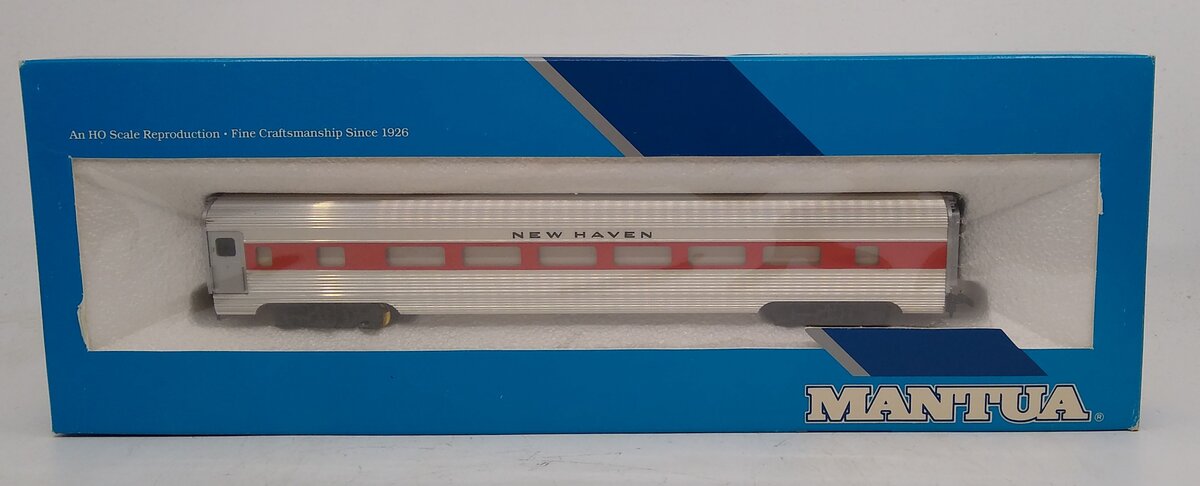 An HO Scale Reproduction • Fine Craftsmanship Since 1926
NEW HAVEN
MANTUA®